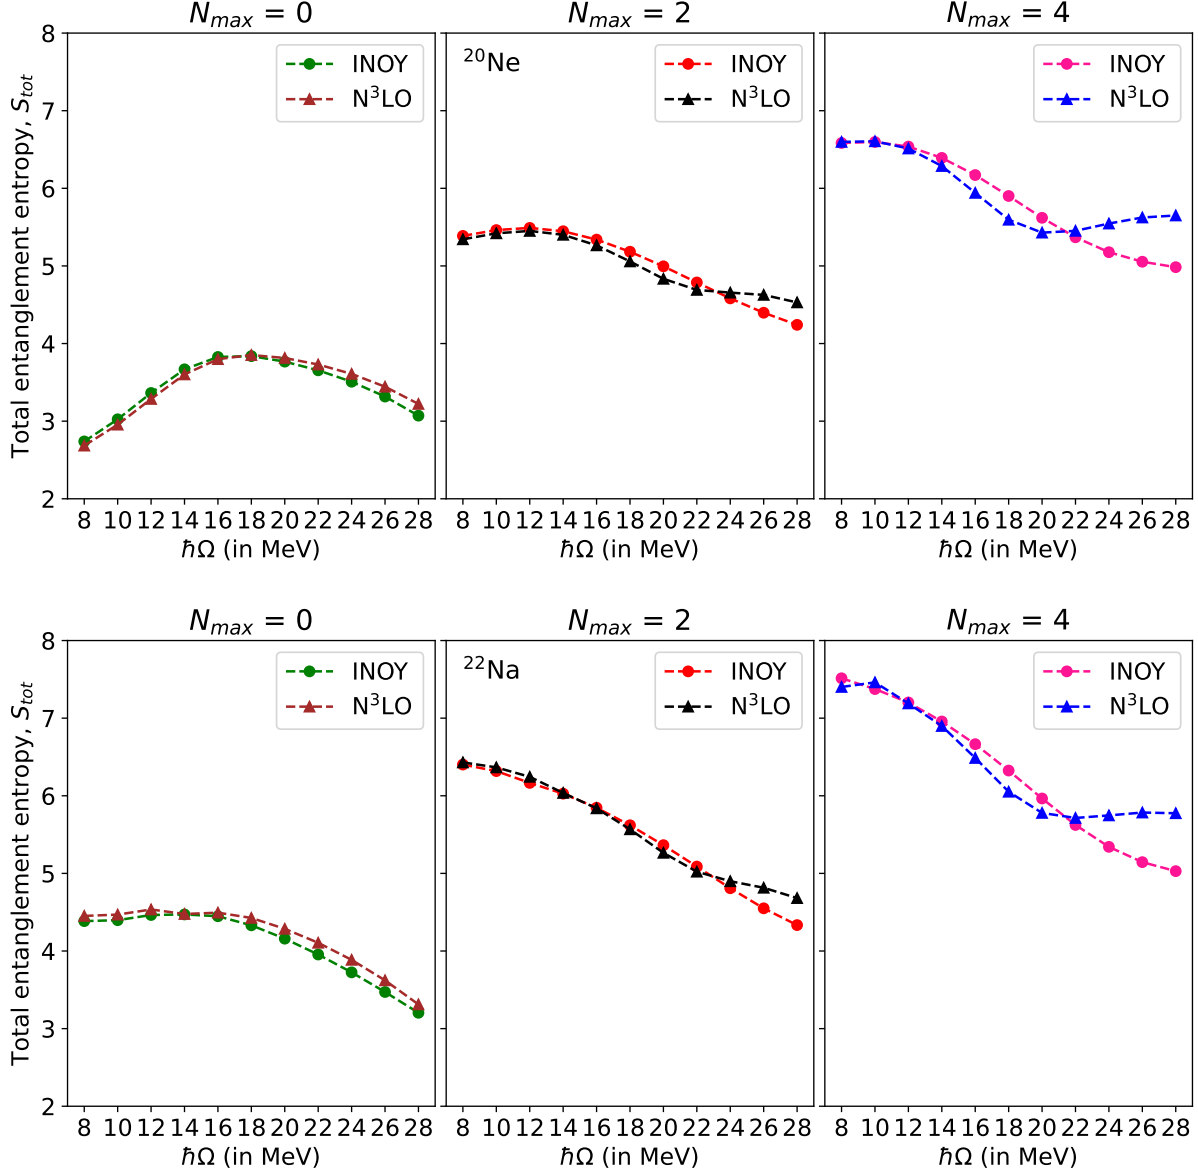 N_max = 0
N_max = 2
N_max = 4
Total entanglement entropy, S_tot
8
7
6
5
4
3
2
INOY
N³LO
²⁰Ne
INOY
N³LO
INOY
N³LO
8 10 12 14 16 18 20 22 24 26 28
8 10 12 14 16 18 20 22 24 26 28
8 10 12 14 16 18 20 22 24 26 28
ℏΩ (in MeV)
ℏΩ (in MeV)
ℏΩ (in MeV)
N_max = 0
N_max = 2
N_max = 4
Total entanglement entropy, S_tot
8
7
6
5
4
3
2
INOY
N³LO
²²Na
INOY
N³LO
INOY
N³LO
8 10 12 14 16 18 20 22 24 26 28
8 10 12 14 16 18 20 22 24 26 28
8 10 12 14 16 18 20 22 24 26 28
ℏΩ (in MeV)
ℏΩ (in MeV)
ℏΩ (in MeV)